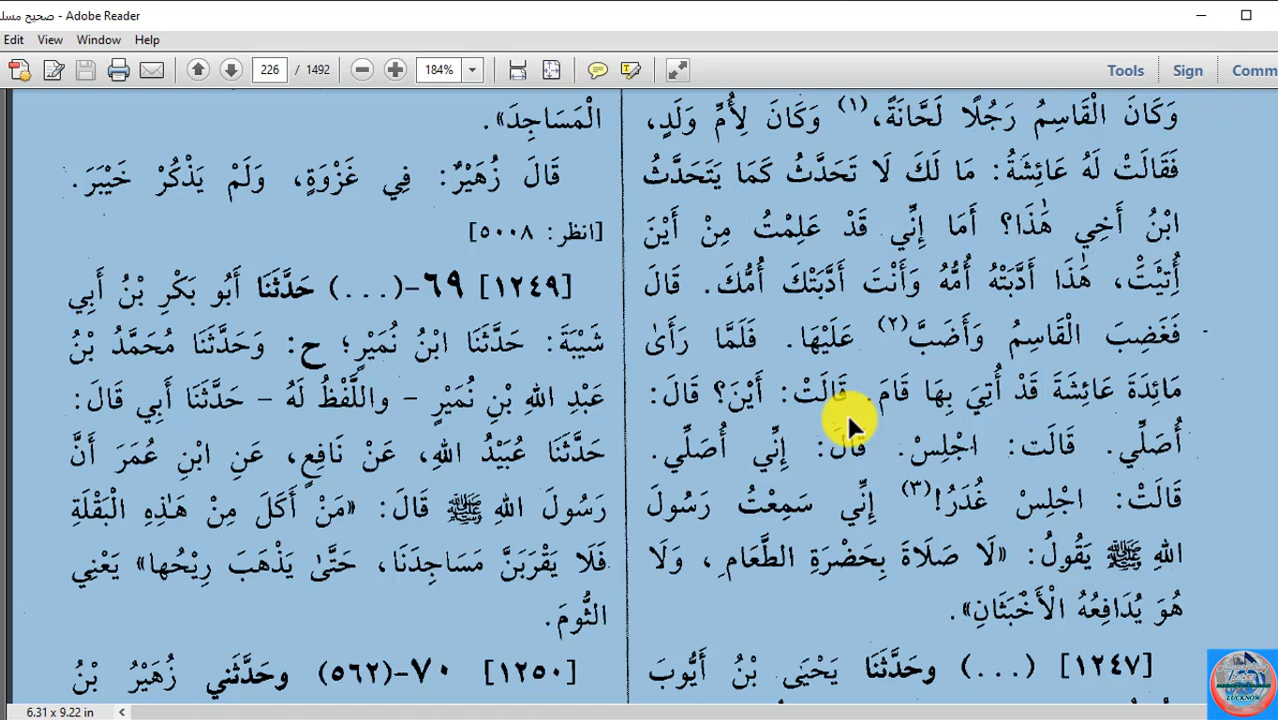 صحيح مسل - Adobe Reader
Edit View Window Help
226 / 1492 184% Tools Sign Comm
وَكَانَ الْقَاسِمُ رَجُلًا لَحَّانَةً،(١) وَكَانَ لِأُمِّ وَلَدٍ،
فَقَالَتْ لَهُ عَائِشَةُ: مَا لَكَ لَا تَحَدَّثُ كَمَا يَتَحَدَّثُ
ابْنُ أَخِي هَٰذَا؟ أَمَا إِنِّي قَدْ عَلِمْتُ مِنْ أَيْنَ
أُتِيْتَ، هَٰذَا أَدَّبَتْهُ أُمُّهُ وَأَنْتَ أَدَّبَتْكَ أُمُّكَ. قَالَ
فَغَضِبَ الْقَاسِمُ وَأَضَبَّ(٢) عَلَيْهَا. فَلَمَّا رَأَىٰ
مَائِدَةَ عَائِشَةَ قَدْ أُتِيَ بِهَا قَامَ. قَالَتْ: أَيْنَ؟ قَالَ:
أُصَلِّي. قَالَت: اجْلِسْ. قَالَ: إِنِّي أُصَلِّي.
قَالَتْ: اجْلِسْ غُدَرُ!(٣) إِنِّي سَمِعْتُ رَسُولَ
اللهِ ﷺ يَقُولُ: «لَا صَلَاةَ بِحَضْرَةِ الطَّعَامِ، وَلَا
هُوَ يُدَافِعُهُ الْأَخْبَثَانِ».
[١٢٤٧] (...) وحَدَّثَنَا يَحْيَى بْنُ أَيُّوبَ
الْمَسَاجِدَ».
قَالَ زُهَيْرٌ: فِي غَزْوَةٍ، وَلَمْ يَذْكُرْ خَيْبَرَ.
[انظر: ٥٠٠٨]
[١٢٤٩] ٦٩-(...) حَدَّثَنَا أَبُو بَكْرِ بْنُ أَبِي
شَيْبَةَ: حَدَّثَنَا ابْنُ نُمَيْرٍ؛ ح: وَحَدَّثَنَا مُحَمَّدُ بْنُ
عَبْدِ اللهِ بْنِ نُمَيْرٍ - واللَّفْظُ لَهُ - حَدَّثَنَا أَبِي قَالَ:
حَدَّثَنَا عُبَيْدُ اللهِ، عَنْ نَافِعٍ، عَنِ ابْنِ عُمَرَ أَنَّ
رَسُولَ اللهِ ﷺ قَالَ: «مَنْ أَكَلَ مِنْ هَٰذِهِ الْبَقْلَةِ
فَلَا يَقْرَبَنَّ مَسَاجِدَنَا، حَتَّىٰ يَذْهَبَ رِيْحُها» يَعْنِي
الثُّومَ.
[١٢٥٠] ٧٠-(٥٦٢) وحَدَّثَنِي زُهَيْرُ بْنُ
6.31 x 9.22 in
LUCKNOW